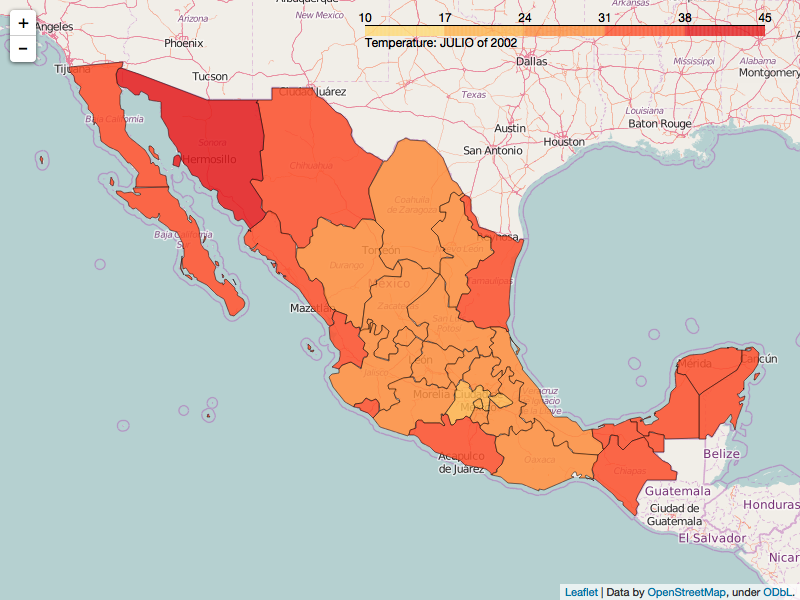 +
−
10 17 24 31 38 45
Temperature: JULIO of 2002
Albuquerque
Arkansas
Angeles
Arizona
New Mexico
Phoenix
Mississippi
Alabama
Dallas
Montgomery
Tijuana
Tucson
Ciudad Juárez
Texas
Louisiana
Baja California
Austin
Baton Rouge
Sonora
Houston
San Antonio
Hermosillo
Chihuahua
Coahuila
de Zaragoza
Baja California
Sur
Reynosa
Torreón
Nuevo León
Durango
México
Tamaulipas
Mazatlán
Zacatecas
San Luis
Potosí
León
Jalisco
Mérida
Cancún
Morelia
Ciudad de
México
Veracruz
de Ignacio
de la Llave
Acapulco
de Juárez
Oaxaca
Chiapas
Belize
Guatemala
Ciudad de
Guatemala
Honduras
El Salvador
Nicar
Leaflet | Data by OpenStreetMap, under ODbL.